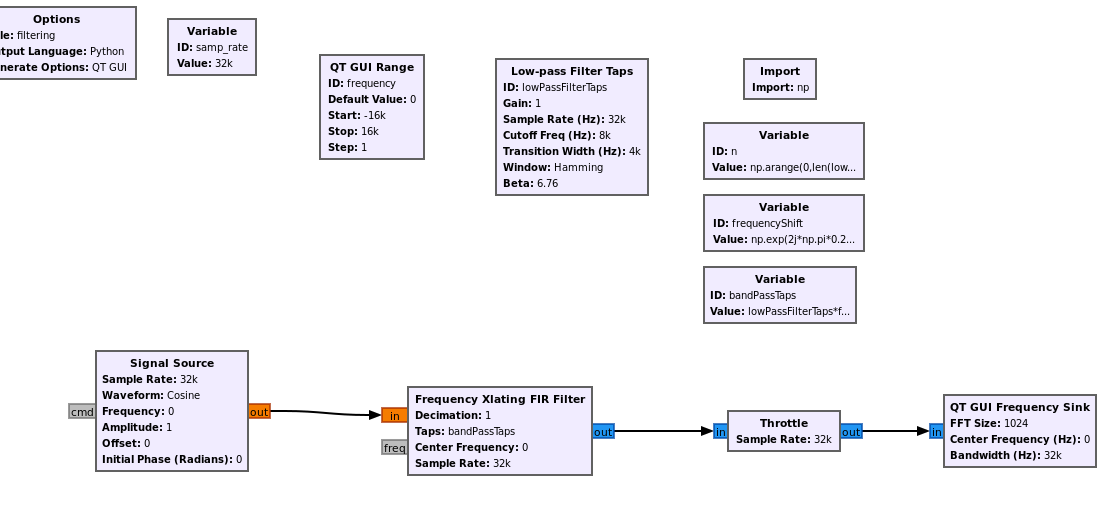 Options
le: filtering
tput Language: Python
nerate Options: QT GUI
Variable
ID: samp_rate
Value: 32k
QT GUI Range
ID: frequency
Default Value: 0
Start: -16k
Stop: 16k
Step: 1
Low-pass Filter Taps
ID: lowPassFilterTaps
Gain: 1
Sample Rate (Hz): 32k
Cutoff Freq (Hz): 8k
Transition Width (Hz): 4k
Window: Hamming
Beta: 6.76
Import
Import: np
Variable
ID: n
Value: np.arange(0,len(low...
Variable
ID: frequencyShift
Value: np.exp(2j*np.pi*0.2...
Variable
ID: bandPassTaps
Value: lowPassFilterTaps*f...
Signal Source
Sample Rate: 32k
Waveform: Cosine
Frequency: 0
Amplitude: 1
Offset: 0
Initial Phase (Radians): 0
cmd
out
Frequency Xlating FIR Filter
Decimation: 1
Taps: bandPassTaps
Center Frequency: 0
Sample Rate: 32k
in
freq
out
Throttle
Sample Rate: 32k
in
out
QT GUI Frequency Sink
FFT Size: 1024
Center Frequency (Hz): 0
Bandwidth (Hz): 32k
in